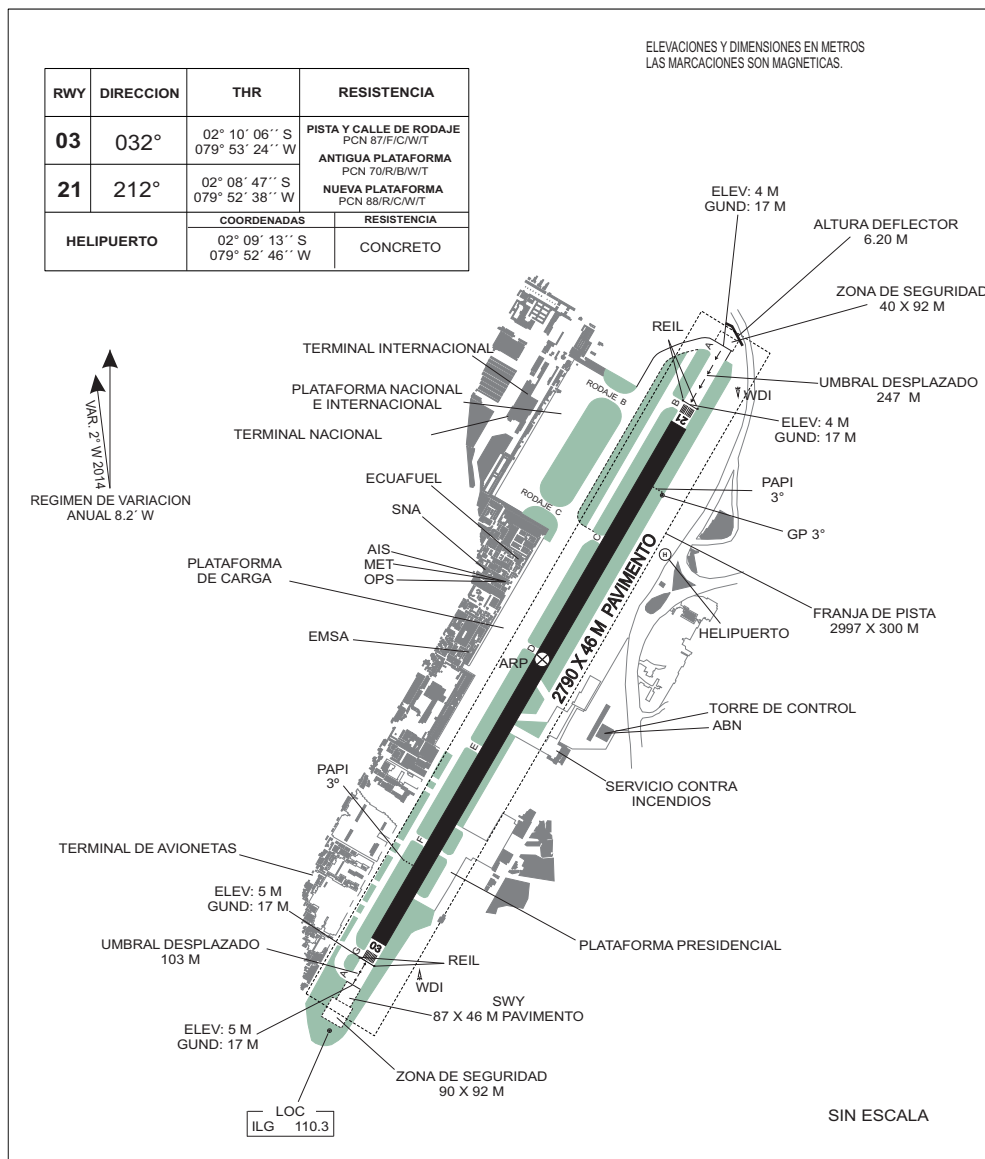 ELEVACIONES Y DIMENSIONES EN METROS
LAS MARCACIONES SON MAGNETICAS.
RWY DIRECCION THR RESISTENCIA
03 032° 02° 10´ 06´´ S
079° 53´ 24´´ W
PISTA Y CALLE DE RODAJE
PCN 87/F/C/W/T
ANTIGUA PLATAFORMA
PCN 70/R/B/W/T
21 212° 02° 08´ 47´´ S
079° 52´ 38´´ W
NUEVA PLATAFORMA
PCN 88/R/C/W/T
HELIPUERTO
COORDENADAS RESISTENCIA
02° 09´ 13´´ S
079° 52´ 46´´ W
CONCRETO
ELEV: 4 M
GUND: 17 M
ALTURA DEFLECTOR
6.20 M
ZONA DE SEGURIDAD
40 X 92 M
REIL
A
TERMINAL INTERNACIONAL
RODAJE B
PLATAFORMA NACIONAL
E INTERNACIONAL
UMBRAL DESPLAZADO
247 M
WDI
B
21
TERMINAL NACIONAL
ELEV: 4 M
GUND: 17 M
VAR. 2° W 2014
REGIMEN DE VARIACION
ANUAL 8.2´ W
ECUAFUEL
RODAJE C
PAPI
3°
SNA
C
GP 3°
AIS
MET
OPS
H
PLATAFORMA
DE CARGA
2790 X 46 M PAVIMENTO
FRANJA DE PISTA
2997 X 300 M
HELIPUERTO
EMSA
D
ARP
TORRE DE CONTROL
ABN
E
SERVICIO CONTRA
INCENDIOS
PAPI
3º
F
TERMINAL DE AVIONETAS
ELEV: 5 M
GUND: 17 M
PLATAFORMA PRESIDENCIAL
UMBRAL DESPLAZADO
103 M
G
03
REIL
A
WDI
SWY
87 X 46 M PAVIMENTO
ELEV: 5 M
GUND: 17 M
ZONA DE SEGURIDAD
90 X 92 M
LOC
ILG 110.3
SIN ESCALA